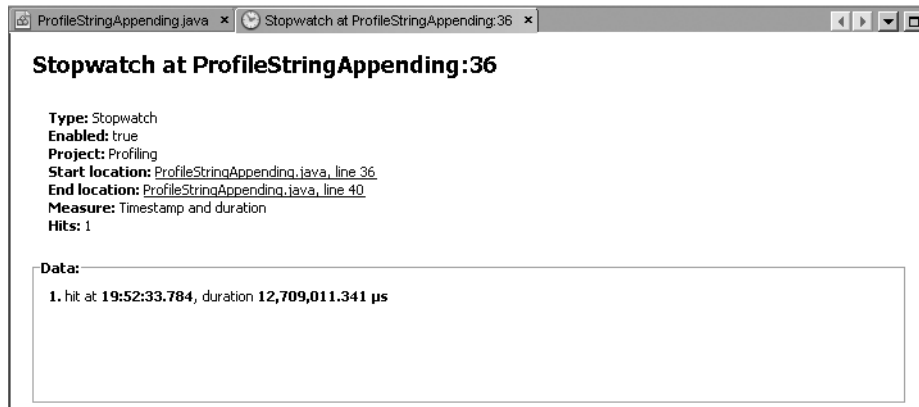 ProfileStringAppending.java × Stopwatch at ProfileStringAppending:36 ×
Stopwatch at ProfileStringAppending:36
Type: Stopwatch
Enabled: true
Project: Profiling
Start location: ProfileStringAppending.java, line 36
End location: ProfileStringAppending.java, line 40
Measure: Timestamp and duration
Hits: 1
Data:
1. hit at 19:52:33.784, duration 12,709,011.341 µs